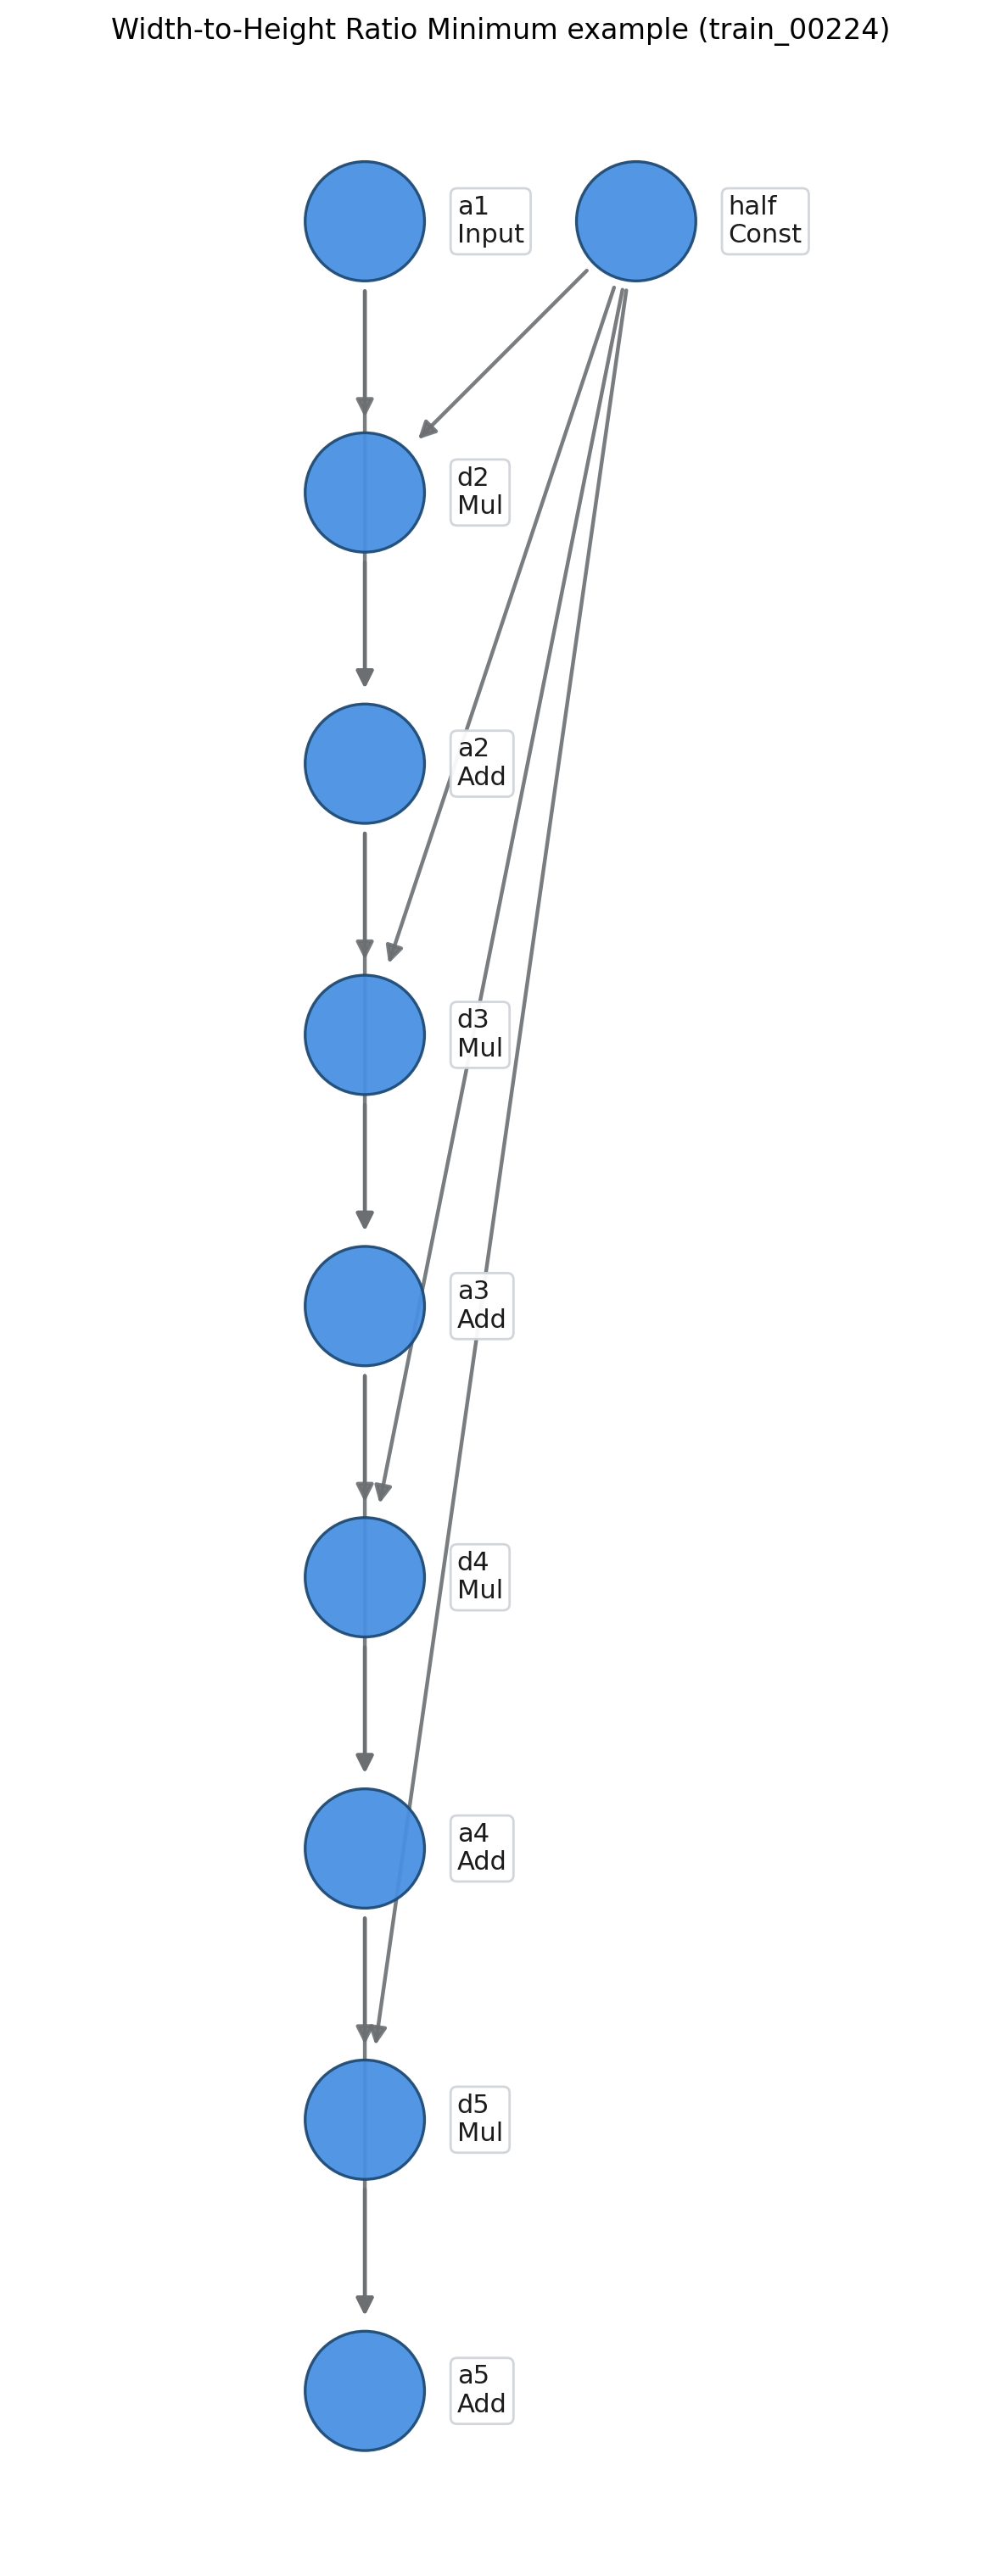 Width-to-Height Ratio Minimum example (train_00224)
a1
Input
half
Const
d2
Mul
a2
Add
d3
Mul
a3
Add
d4
Mul
a4
Add
d5
Mul
a5
Add